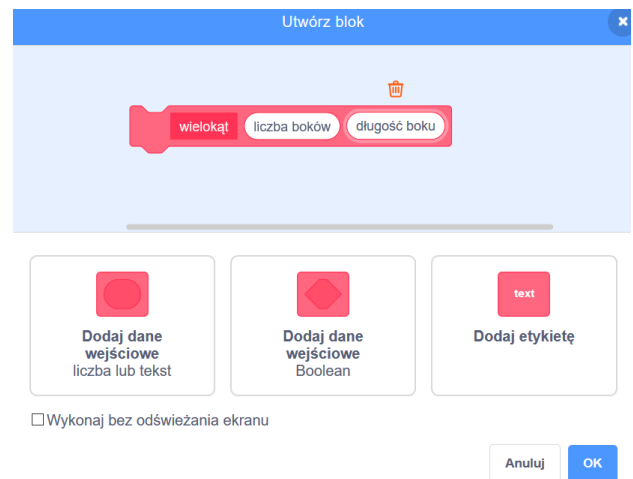 Utwórz blok
wielokąt liczba boków długość boku
Dodaj dane
wejściowe
liczba lub tekst
Dodaj dane
wejściowe
Boolean
text
Dodaj etykietę
Wykonaj bez odświeżania ekranu
Anuluj OK